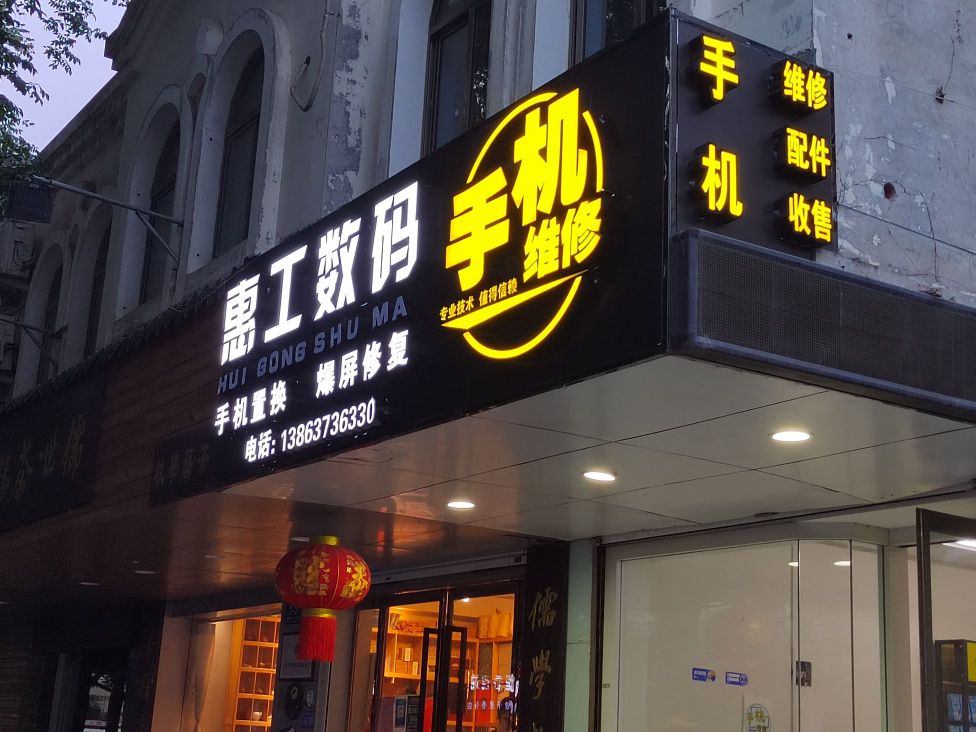 惠工数码
HUI GONG SHU MA
手机置换 爆屏修复
电话: 13863736330
手机
维修
专业技术 值得信赖
手机
维修
配件
收售
儒
學